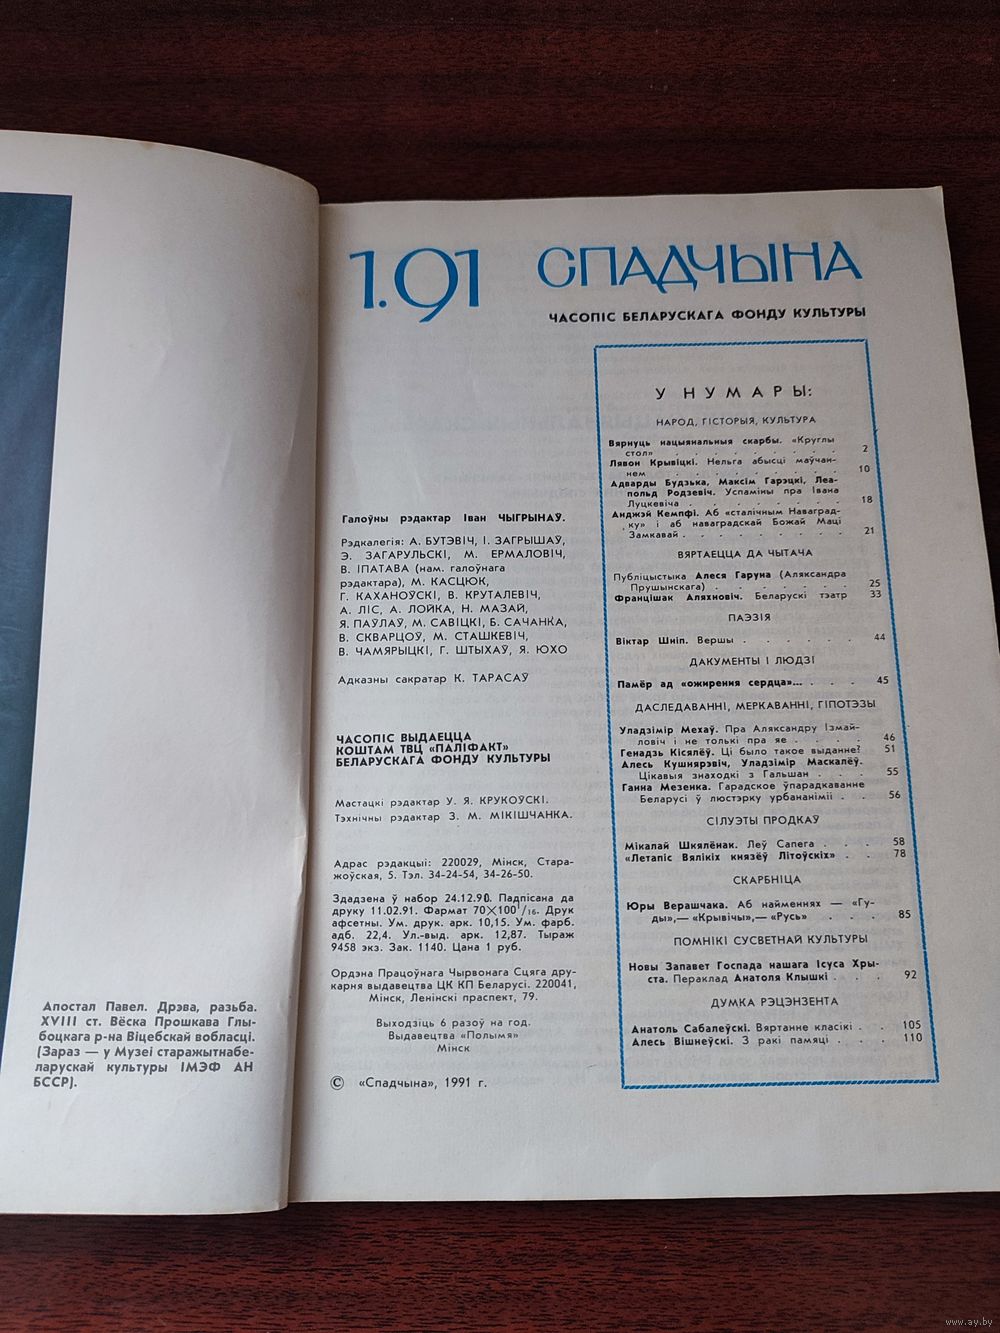 Апостал Павел. Дрэва, разьба.
XVIII ст. Вёска Прошкава Глы-
боцкага р-на Віцебскай вобласці.
(Зараз — у Музеі старажытнабе-
ларускай культуры ІМЭФ АН
БССР).
1.91
СПАДЧЫНА
ЧАСОПІС БЕЛАРУСКАГА ФОНДУ КУЛЬТУРЫ
Галоўны рэдактар Іван ЧЫГРЫНАЎ.
Рэдкалегія: А. БУТЭВІЧ, І. ЗАГРЫШАЎ,
Э. ЗАГАРУЛЬСКІ, М. ЕРМАЛОВІЧ,
В. ІПАТАВА (нам. галоўнага
рэдактара), М. КАСЦЮК,
Г. КАХАНОЎСКІ, В. КРУТАЛЕВІЧ,
А. ЛІС, А. ЛОЙКА, Н. МАЗАЙ,
Я. ПАЎЛАЎ, М. САВІЦКІ, Б. САЧАНКА,
В. СКВАРЦОЎ, М. СТАШКЕВІЧ,
В. ЧАМЯРЫЦКІ, Г. ШТЫХАЎ, Я. ЮХО
Адказны сакратар К. ТАРАСАЎ
ЧАСОПІС ВЫДАЕЦЦА
КОШТАМ ТВЦ «ПАЛІФАКТ»
БЕЛАРУСКАГА ФОНДУ КУЛЬТУРЫ
Мастацкі рэдактар У. Я. КРУКОЎСКІ.
Тэхнічны рэдактар З. М. МІКІШЧАНКА.
Адрас рэдакцыі: 220029, Мінск, Стара-
жоўская, 5. Тэл. 34-24-54, 34-26-50.
Здадзена ў набор 24.12.90. Падпісана да
друку 11.02.91. Фармат 70×100 1/16. Друк
афсетны. Ум. друк. арк. 10,15. Ум. фарб.
адб. 22,4. Ул.-выд. арк. 12,87. Тыраж
9458 экз. Зак. 1140. Цана 1 руб.
Ордэна Працоўнага Чырвонага Сцяга дру-
карня выдавецтва ЦК КП Беларусі. 220041,
Мінск, Ленінскі праспект, 79.
Выходзіць 6 разоў на год.
Выдавецтва «Полымя»
Мінск
© «Спадчына», 1991 г.
У НУМАРЫ:
НАРОД, ГІСТОРЫЯ, КУЛЬТУРА
Вярнуць нацыянальныя скарбы. «Круглы
стол» . . . . . . . . . 2
Лявон Крывіцкі. Нельга абысці маўчан-
нем . . . . . . . . . 10
Адварды Будзька, Максім Гарэцкі, Леа-
польд Родзевіч. Успаміны пра Івана
Луцкевіча . . . . . . . . 18
Анджэй Кемпфі. Аб «сталічным Наваград-
ку» і аб наваградскай Божай Маці
Замкавай . . . . . . . . 21
ВЯРТАЕЦЦА ДА ЧЫТАЧА
Публіцыстыка Алеся Гаруна (Аляксандра
Прушынскага) . . . . . . . 25
Францішак Аляхновіч. Беларускі тэатр 33
ПАЭЗІЯ
Віктар Шніп. Вершы . . . . . . 44
ДАКУМЕНТЫ І ЛЮДЗІ
Памёр ад «ожирения сердца»... . . . 45
ДАСЛЕДАВАННІ, МЕРКАВАННІ, ГІПОТЭЗЫ
Уладзімір Мехаў. Пра Аляксандру Ізмай-
ловіч і не толькі пра яе . . . . 46
Генадзь Кісялёў. Ці было такое выданне? 51
Алесь Кушнярэвіч, Уладзімір Маскалёў.
Цікавыя знаходкі з Гальшан . . . 55
Ганна Мезенка. Гарадское ўпарадкаванне
Беларусі ў люстэрку урбананіміі . . 56
СІЛУЭТЫ ПРОДКАЎ
Мікалай Шкялёнак. Леў Сапега . . . 58
«Летапіс Вялікіх князёў Літоўскіх» . . 78
СКАРБНІЦА
Юры Верашчака. Аб найменнях — «Гу-
ды»,— «Крывічы»,— «Русь» . . . 85
ПОМНІКІ СУСВЕТНАЙ КУЛЬТУРЫ
Новы Запавет Госпада нашага Ісуса Хры-
ста. Пераклад Анатоля Клышкі . . . 92
ДУМКА РЭЦЭНЗЕНТА
Анатоль Сабалеўскі. Вяртанне класікі . . 105
Алесь Вішнеўскі. З ракі памяці . . . 110
www.ay.by